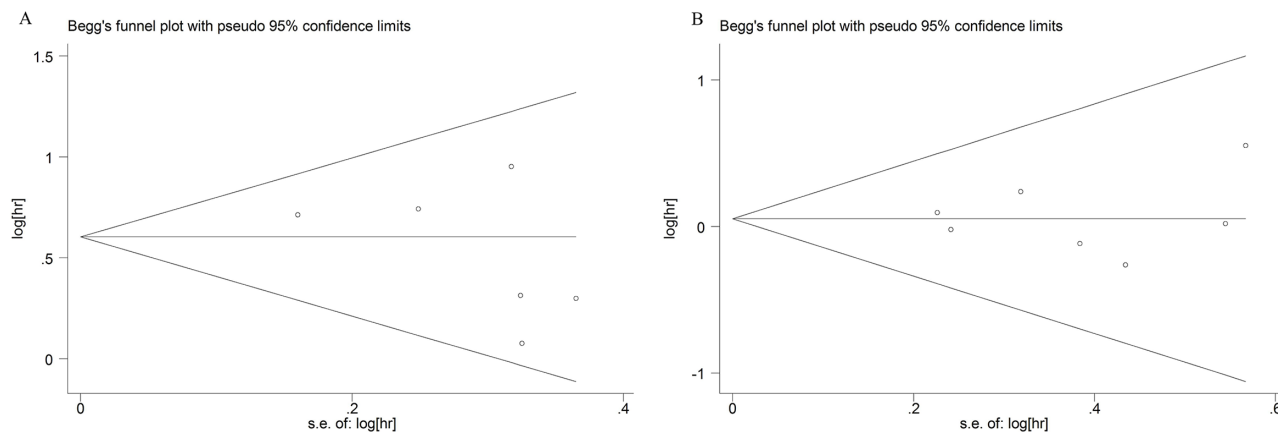 A
Begg's funnel plot with pseudo 95% confidence limits
1.5
1
.5
0
log[hr]
0
.2
.4
s.e. of: log[hr]
B
Begg's funnel plot with pseudo 95% confidence limits
1
0
-1
log[hr]
0
.2
.4
.6
s.e. of: log[hr]